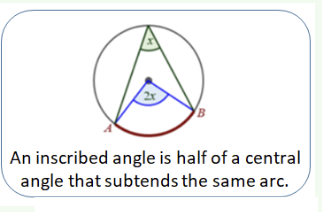 x
2x
A
B
An inscribed angle is half of a central
angle that subtends the same arc.